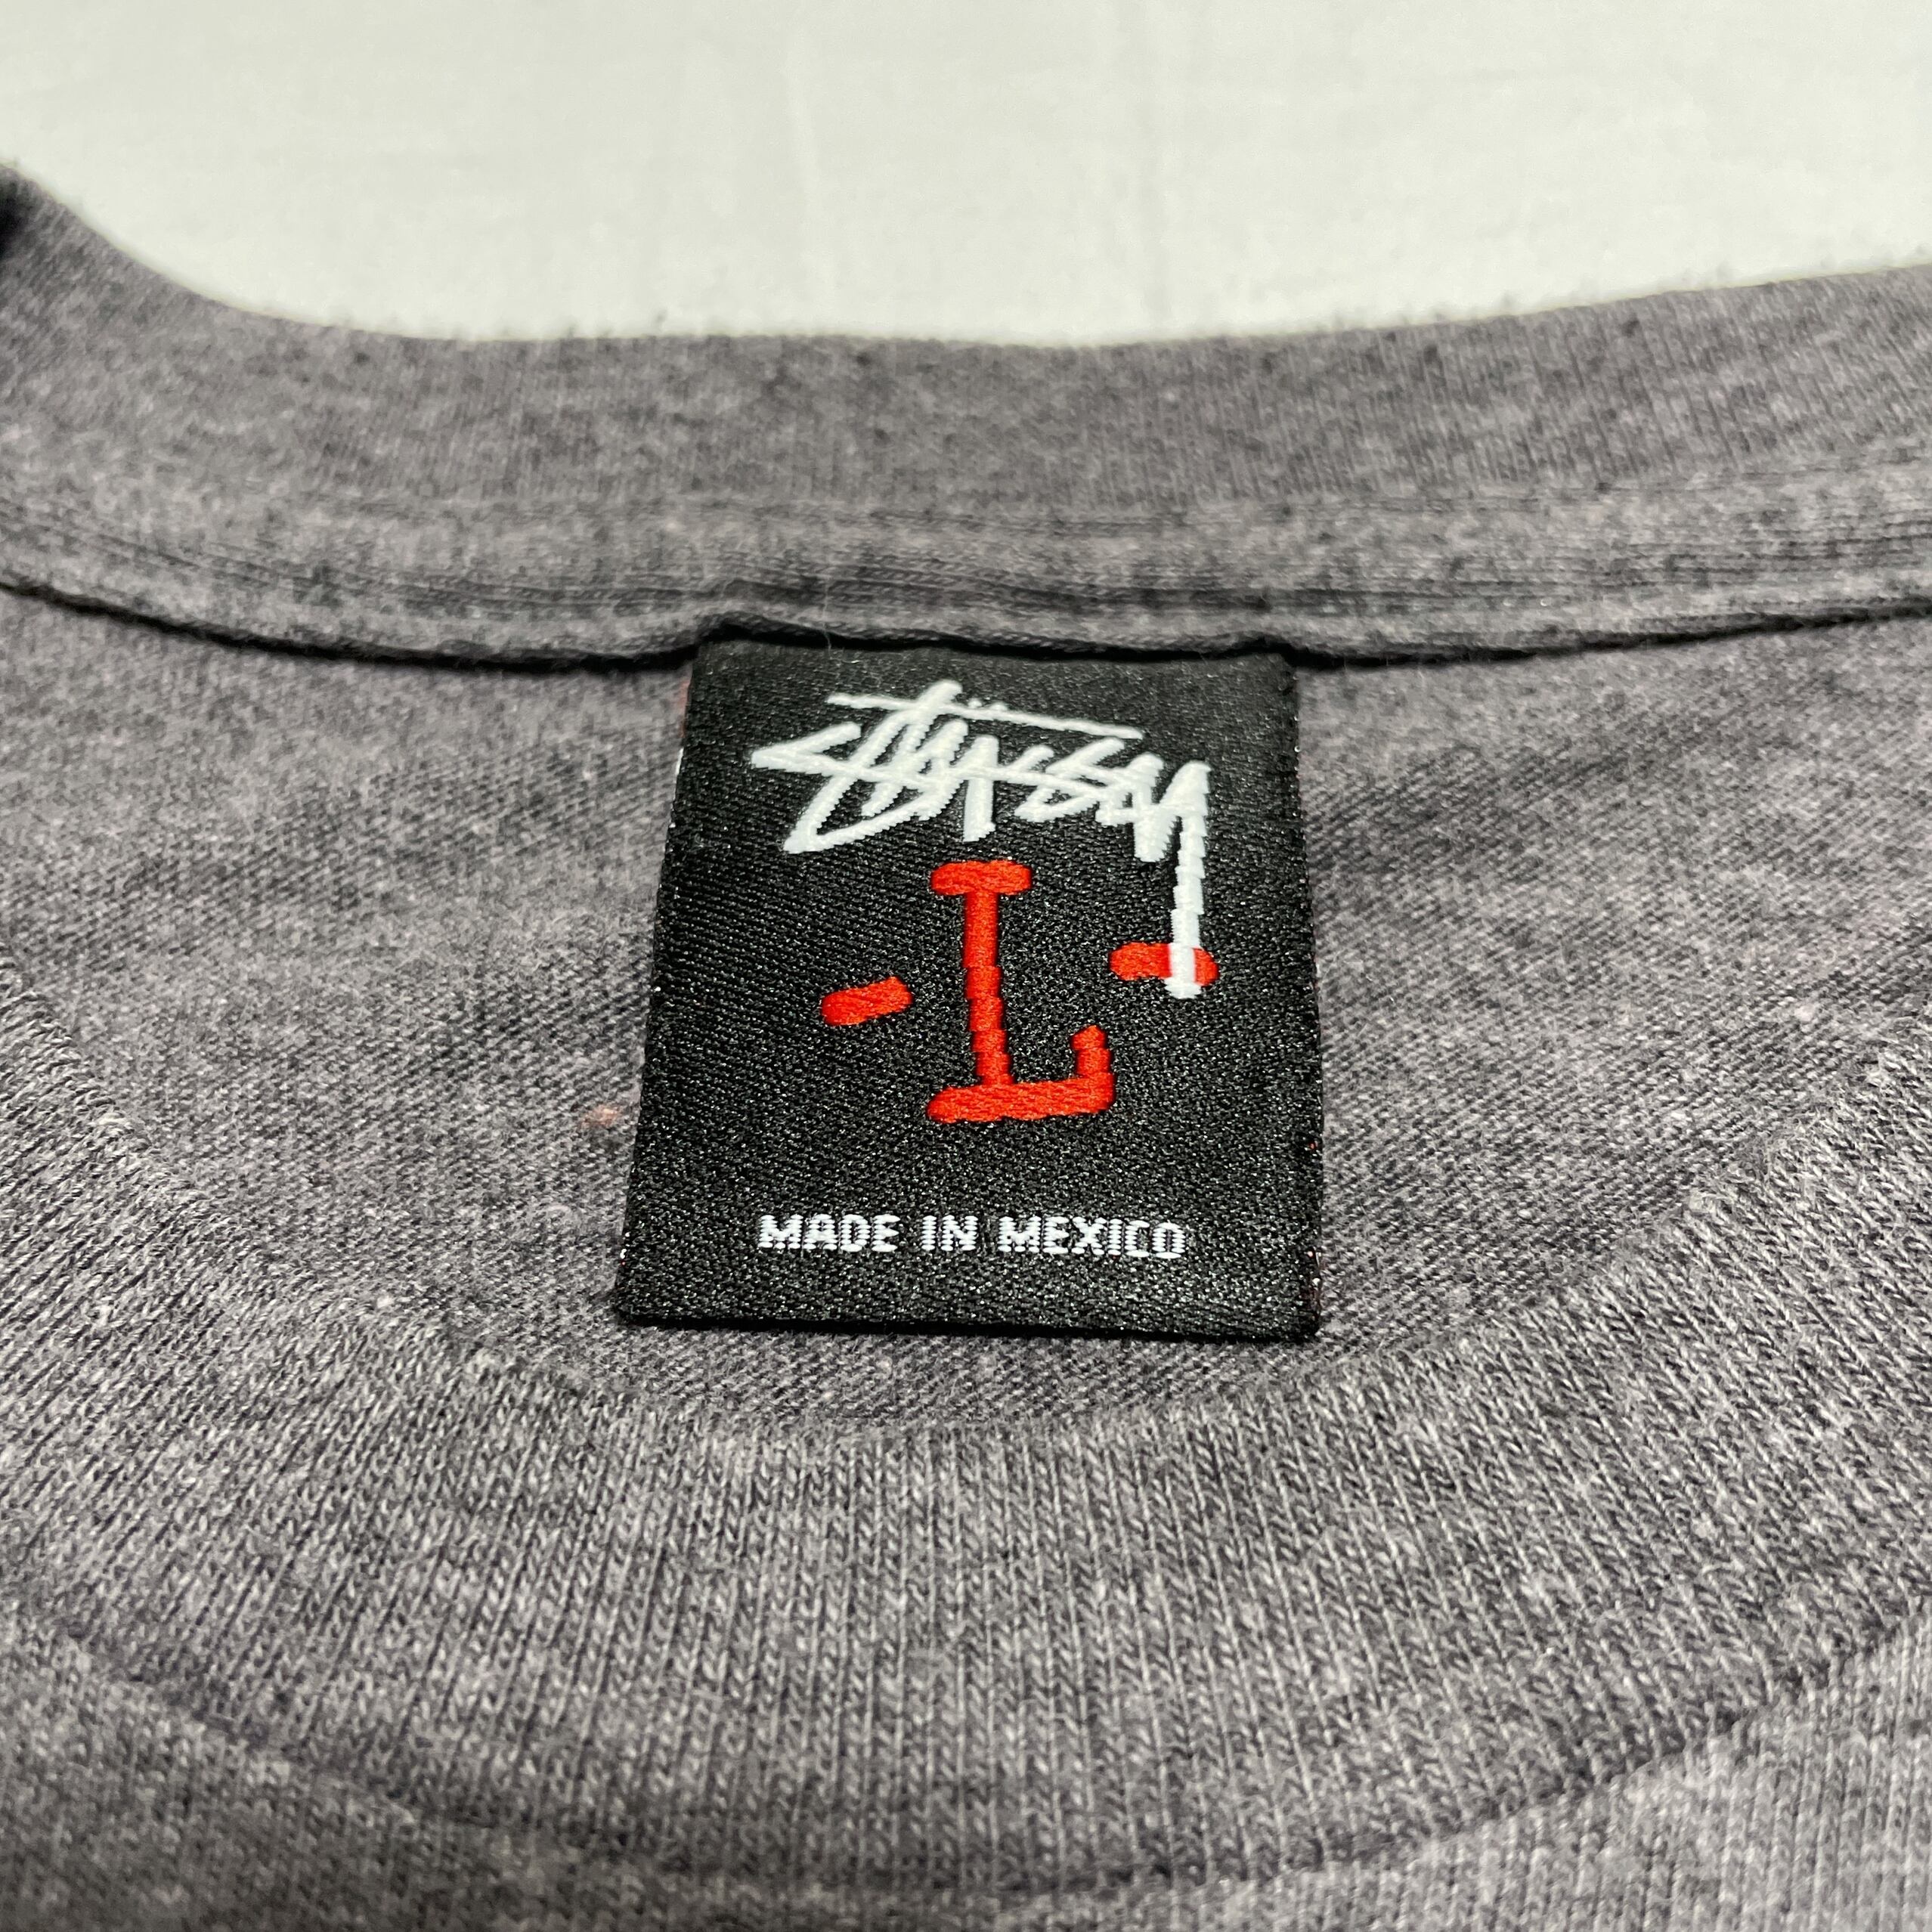 Stüssy
- L -
MADE IN MEXICO